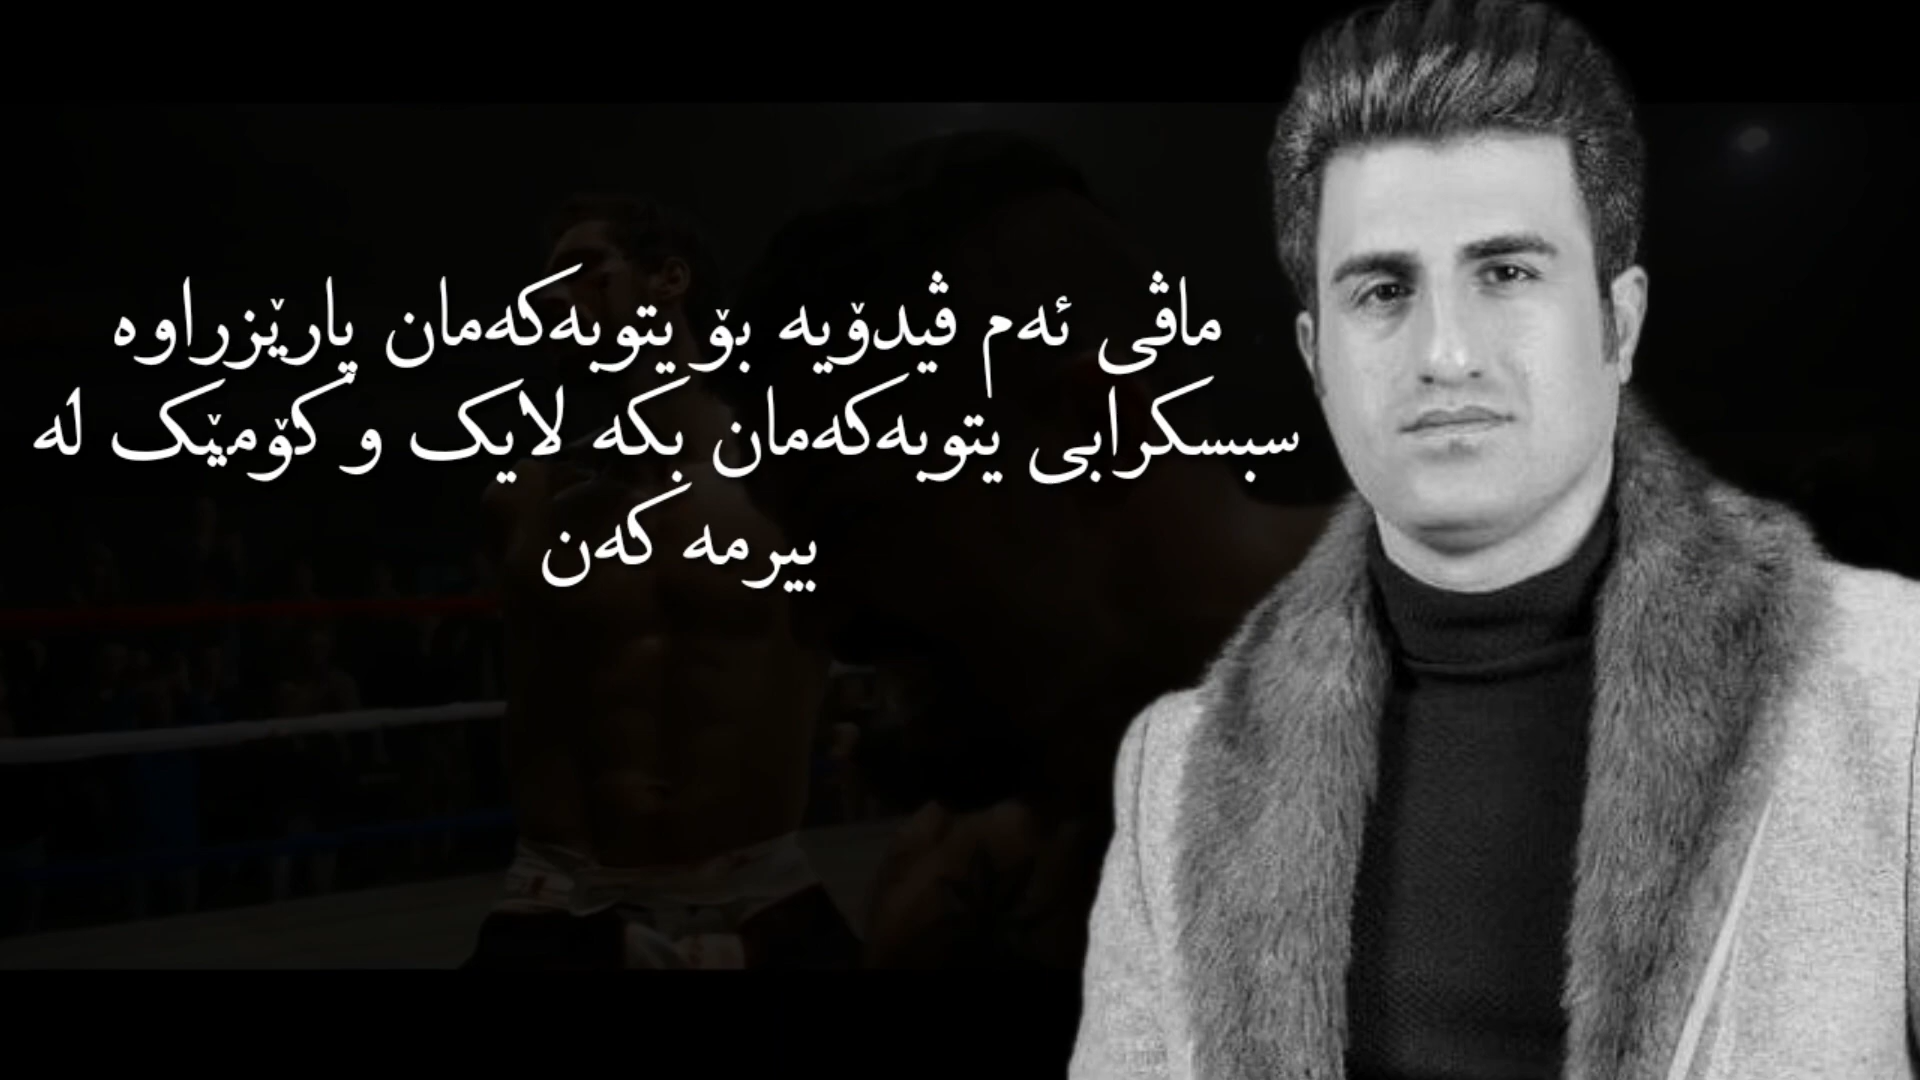 ماڤی ئەم ڤیدۆیە بۆ یتوبەکەمان پارێزراوە
سبسکرابی یتوبەکەمان بکە لایک و کۆمێک لە
بیرمە کەن